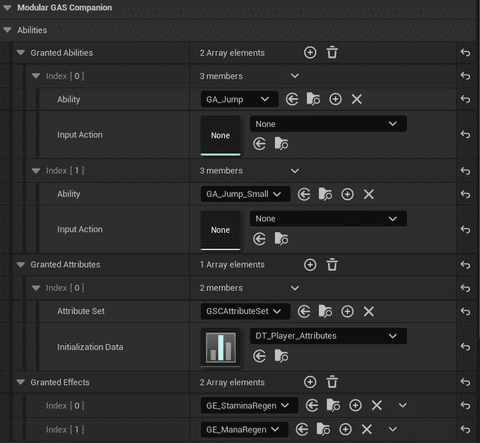 Modular GAS Companion
Abilities
Granted Abilities 2 Array elements
Index [ 0 ] 3 members
Ability GA_Jump
Input Action None None
Index [ 1 ] 3 members
Ability GA_Jump_Small
Input Action None None
Granted Attributes 1 Array elements
Index [ 0 ] 2 members
Attribute Set GSCAttributeSet
Initialization Data DT_Player_Attributes
Granted Effects 2 Array elements
Index [ 0 ] GE_StaminaRegen
Index [ 1 ] GE_ManaRegen